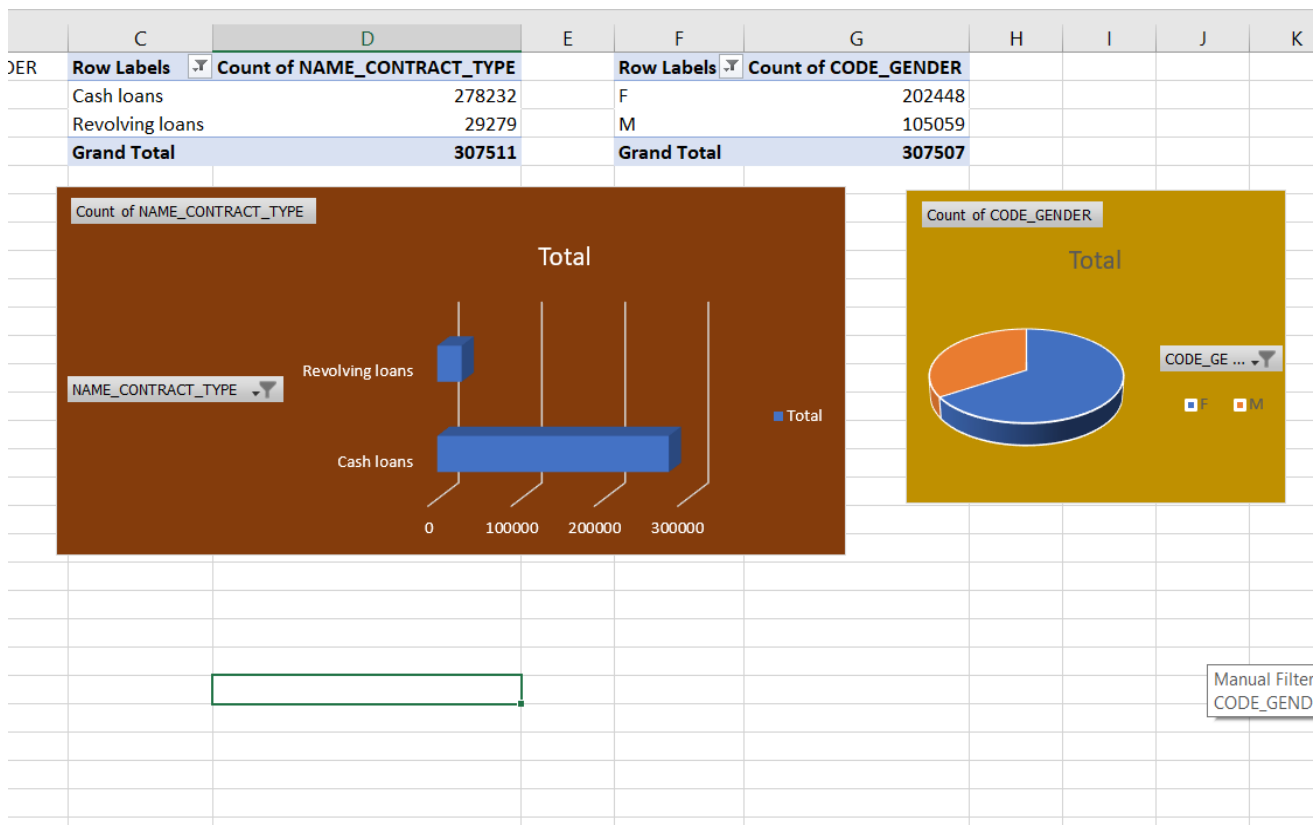 C D E F G H I J K
DER Row Labels Count of NAME_CONTRACT_TYPE Row Labels Count of CODE_GENDER
Cash loans 278232 F 202448
Revolving loans 29279 M 105059
Grand Total 307511 Grand Total 307507
Count of NAME_CONTRACT_TYPE
Total
Revolving loans
NAME_CONTRACT_TYPE
Total
Cash loans
0 100000 200000 300000
Count of CODE_GENDER
Total
CODE_GE ...
F M
Manual Filter
CODE_GEND